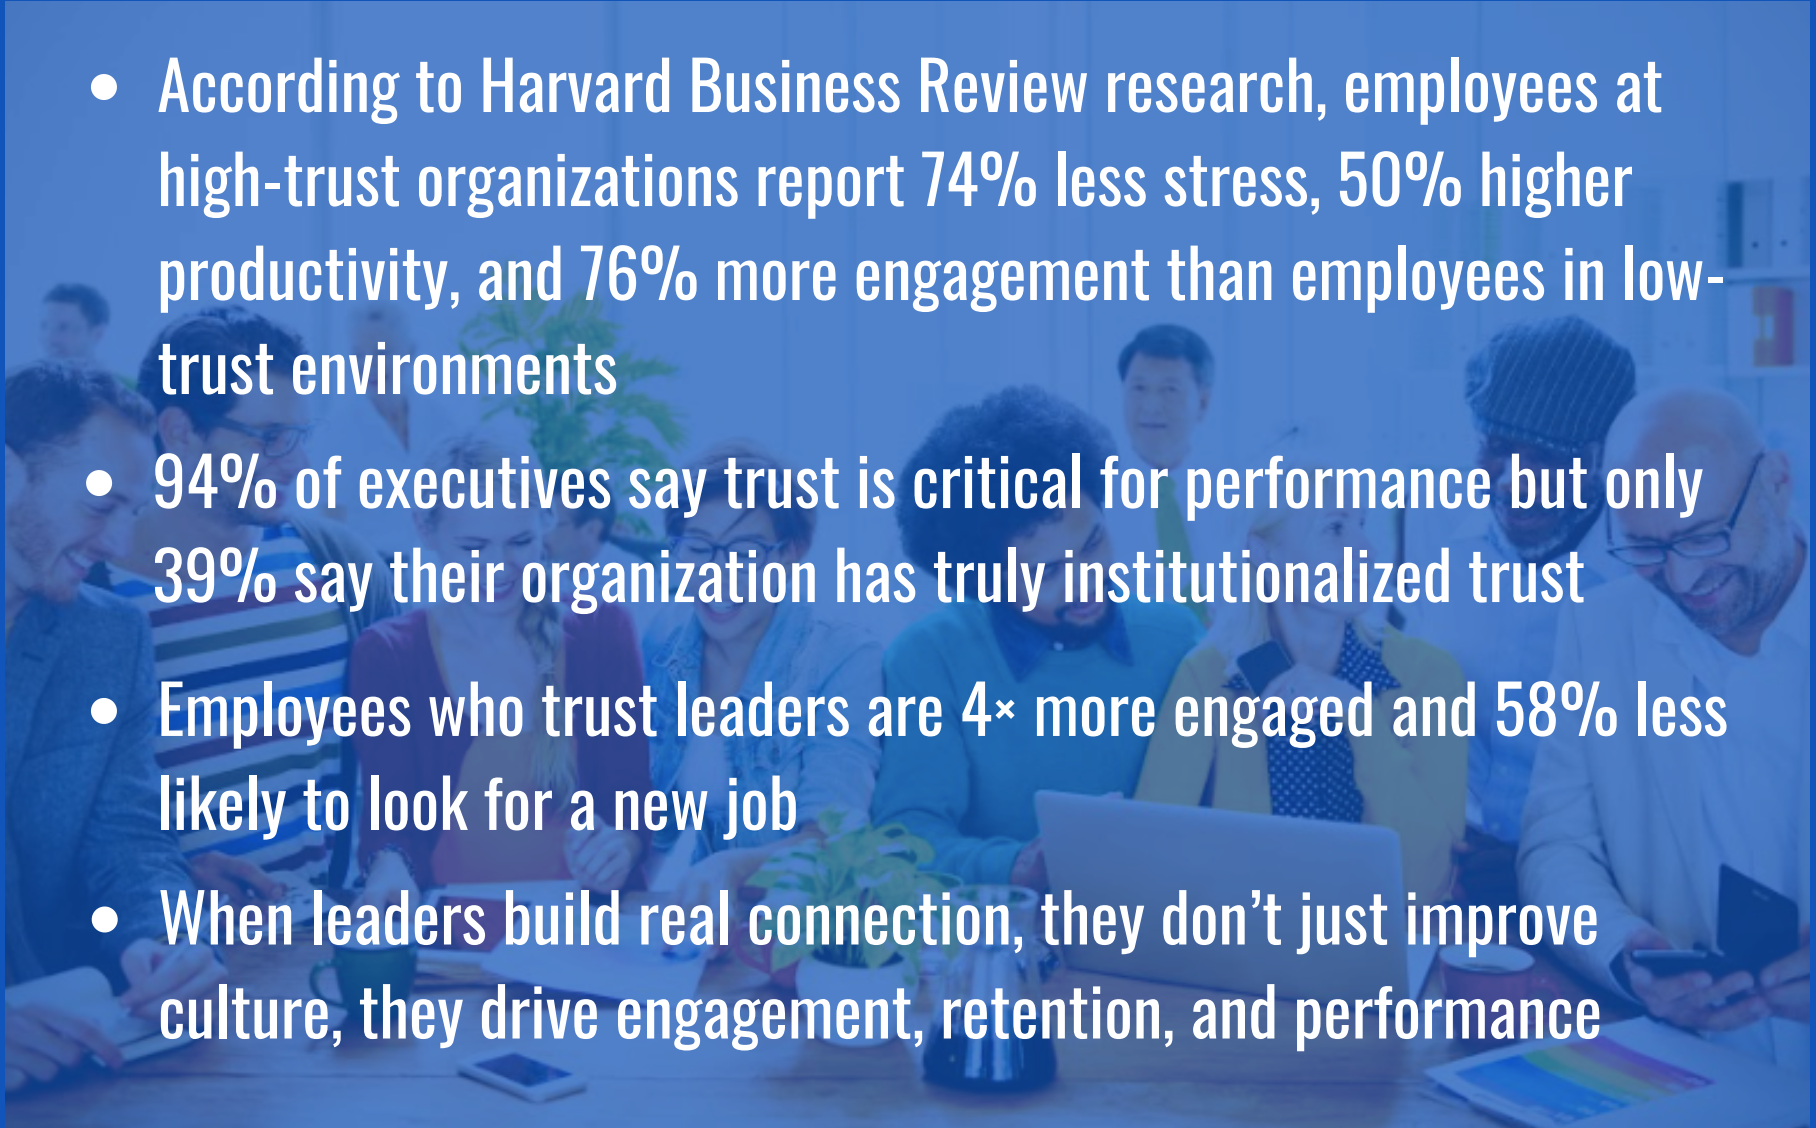 • According to Harvard Business Review research, employees at
high-trust organizations report 74% less stress, 50% higher
productivity, and 76% more engagement than employees in low-
trust environments
• 94% of executives say trust is critical for performance but only
39% say their organization has truly institutionalized trust
• Employees who trust leaders are 4× more engaged and 58% less
likely to look for a new job
• When leaders build real connection, they don’t just improve
culture, they drive engagement, retention, and performance